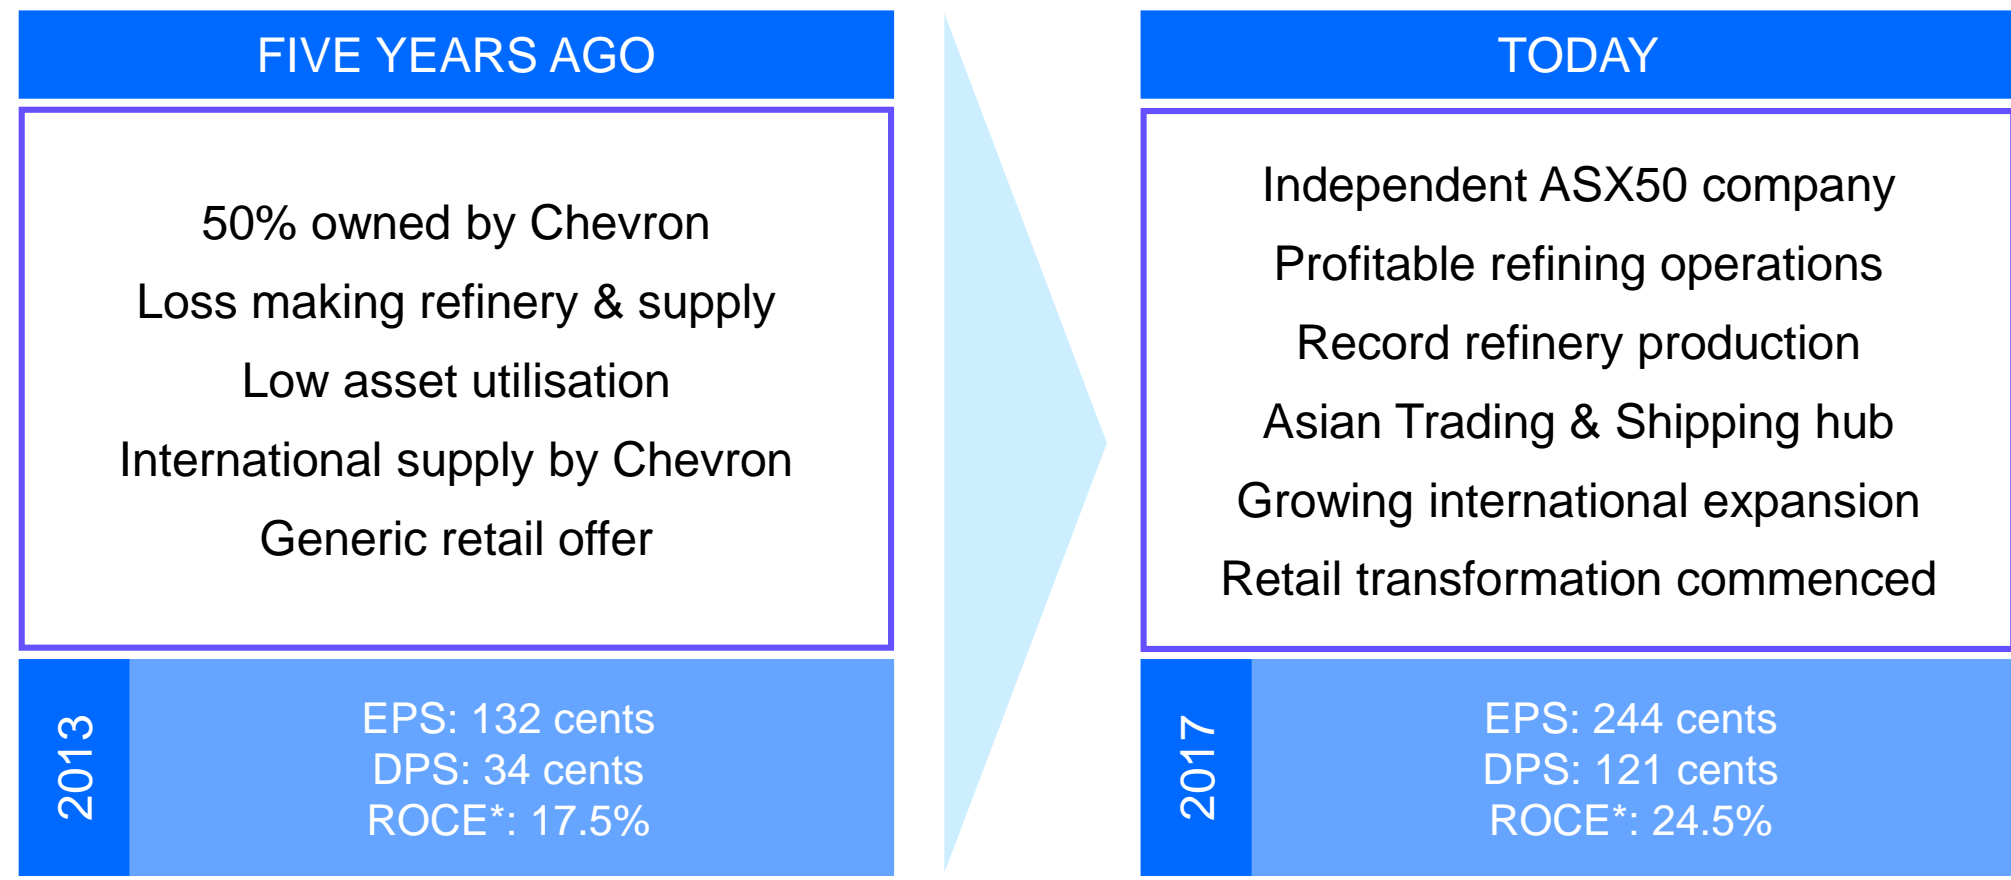 FIVE YEARS AGO
50% owned by Chevron
Loss making refinery & supply
Low asset utilisation
International supply by Chevron
Generic retail offer
2013
EPS: 132 cents
DPS: 34 cents
ROCE*: 17.5%
TODAY
Independent ASX50 company
Profitable refining operations
Record refinery production
Asian Trading & Shipping hub
Growing international expansion
Retail transformation commenced
2017
EPS: 244 cents
DPS: 121 cents
ROCE*: 24.5%